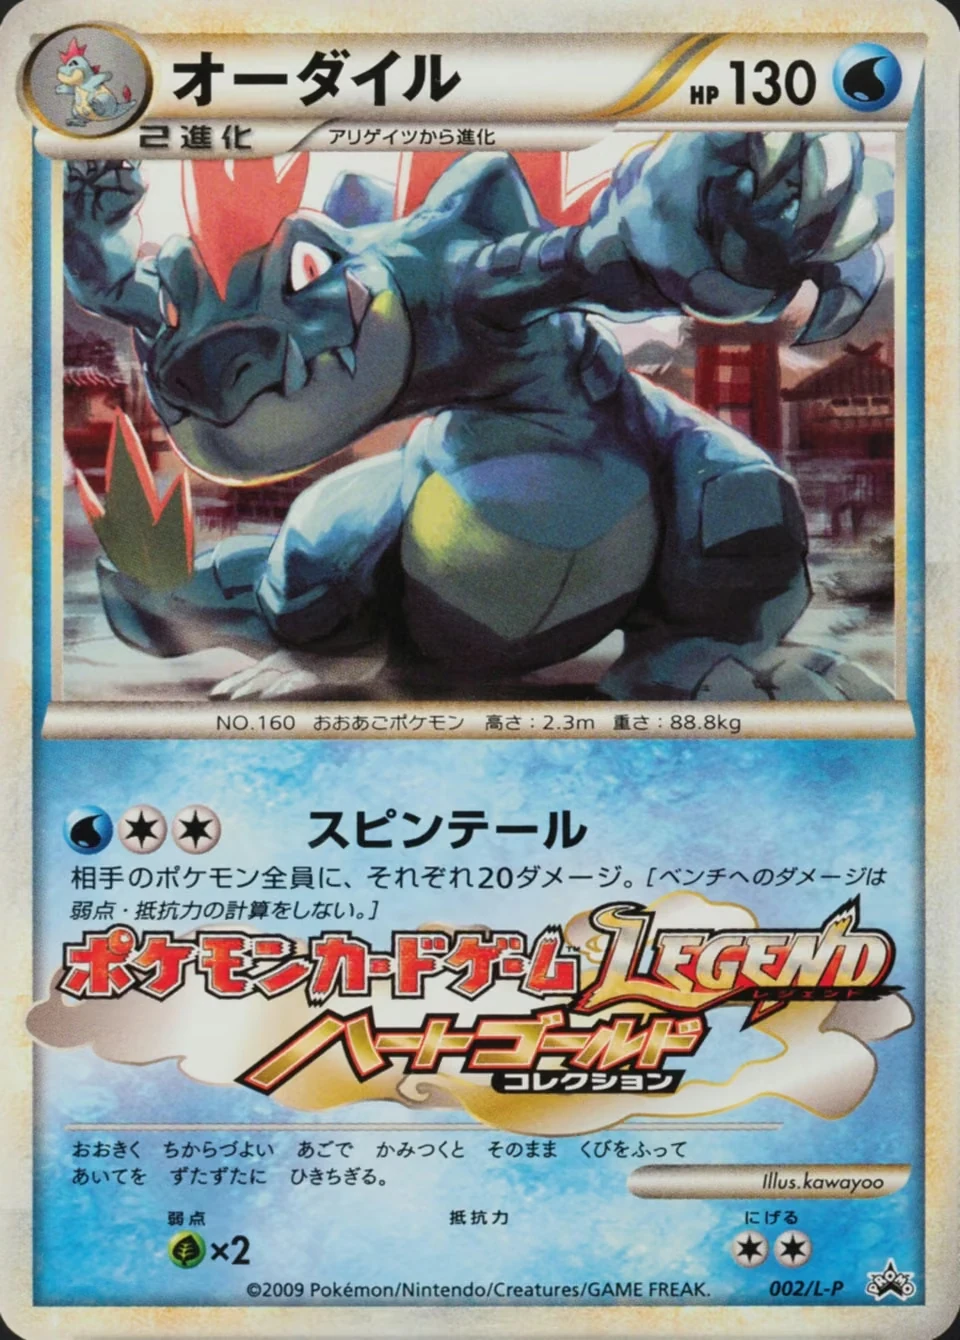 オーダイル
HP 130
2進化
アリゲイツから進化
NO.160 おおあごポケモン 高さ:2.3m 重さ:88.8kg
スピンテール
相手のポケモン全員に、それぞれ20ダメージ。[ベンチへのダメージは
弱点・抵抗力の計算をしない。]
ポケモンカードゲーム™ LEGEND
レジェンド
ハートゴールド
コレクション
おおきく ちからづよい あごで かみつくと そのまま くびをふって
あいてを ずたずたに ひきちぎる。
Illus.kawayoo
弱点 抵抗力 にげる
×2
©2009 Pokémon/Nintendo/Creatures/GAME FREAK. 002/L-P
PROMO